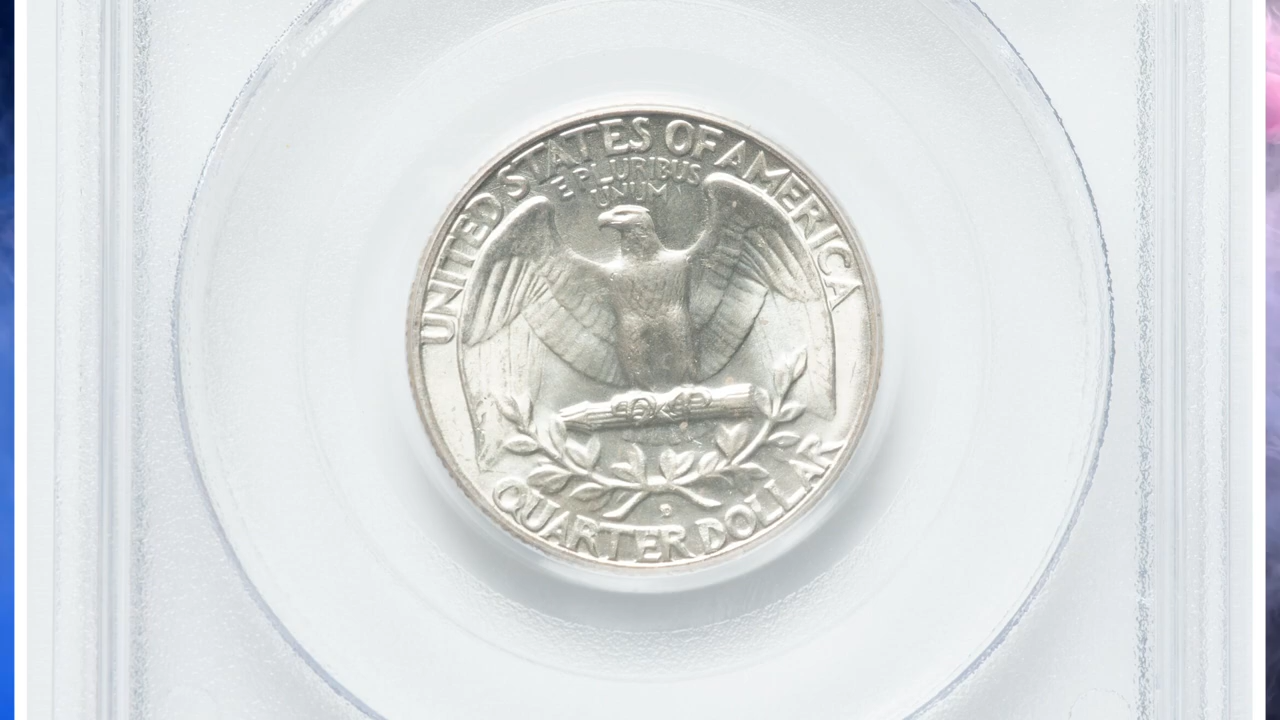 UNITED STATES OF AMERICA
E PLURIBUS
UNUM
D
QUARTER DOLLAR